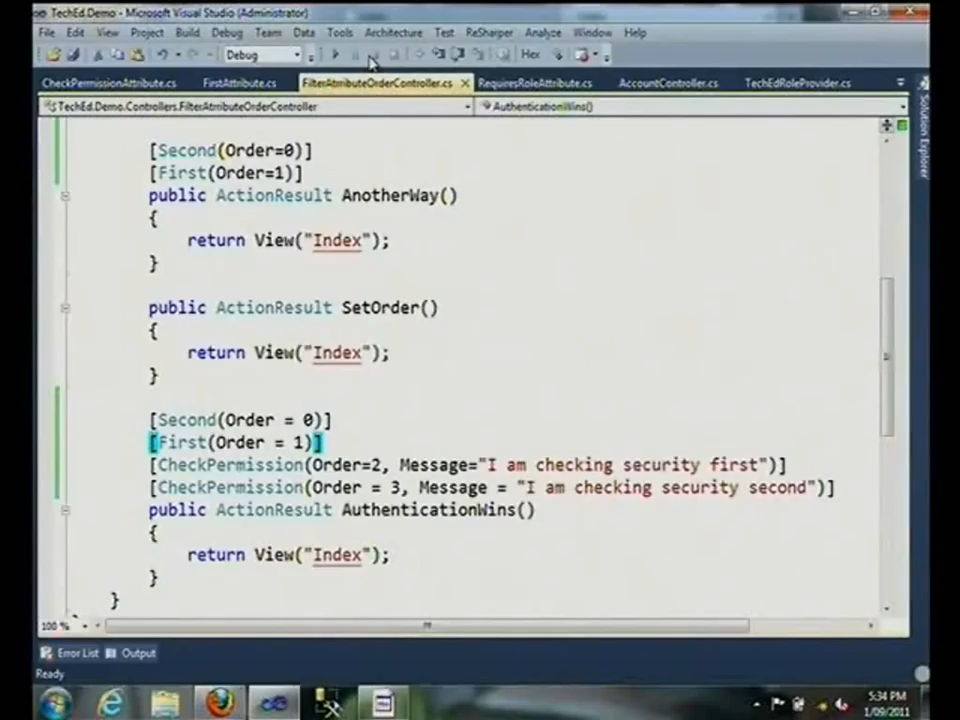 TechEd.Demo - Microsoft Visual Studio (Administrator)
File Edit View Project Build Debug Team Data Tools Architecture Test ReSharper Analyze Window Help
Debug Hex
CheckPermissionAttribute.cs FirstAttribute.cs FilterAttributeOrderController.cs RequiresRoleAttribute.cs AccountController.cs TechEdRoleProvider.cs
TechEd.Demo.Controllers.FilterAttributeOrderController AuthenticationWins()
Solution Explorer
[Second(Order=0)]
[First(Order=1)]
public ActionResult AnotherWay()
{
return View("Index");
}
public ActionResult SetOrder()
{
return View("Index");
}
[Second(Order = 0)]
[First(Order = 1)]
[CheckPermission(Order=2, Message="I am checking security first")]
[CheckPermission(Order = 3, Message = "I am checking security second")]
public ActionResult AuthenticationWins()
{
return View("Index");
}
}
100 %
Error List Output
Ready
5:34 PM
1/09/2011